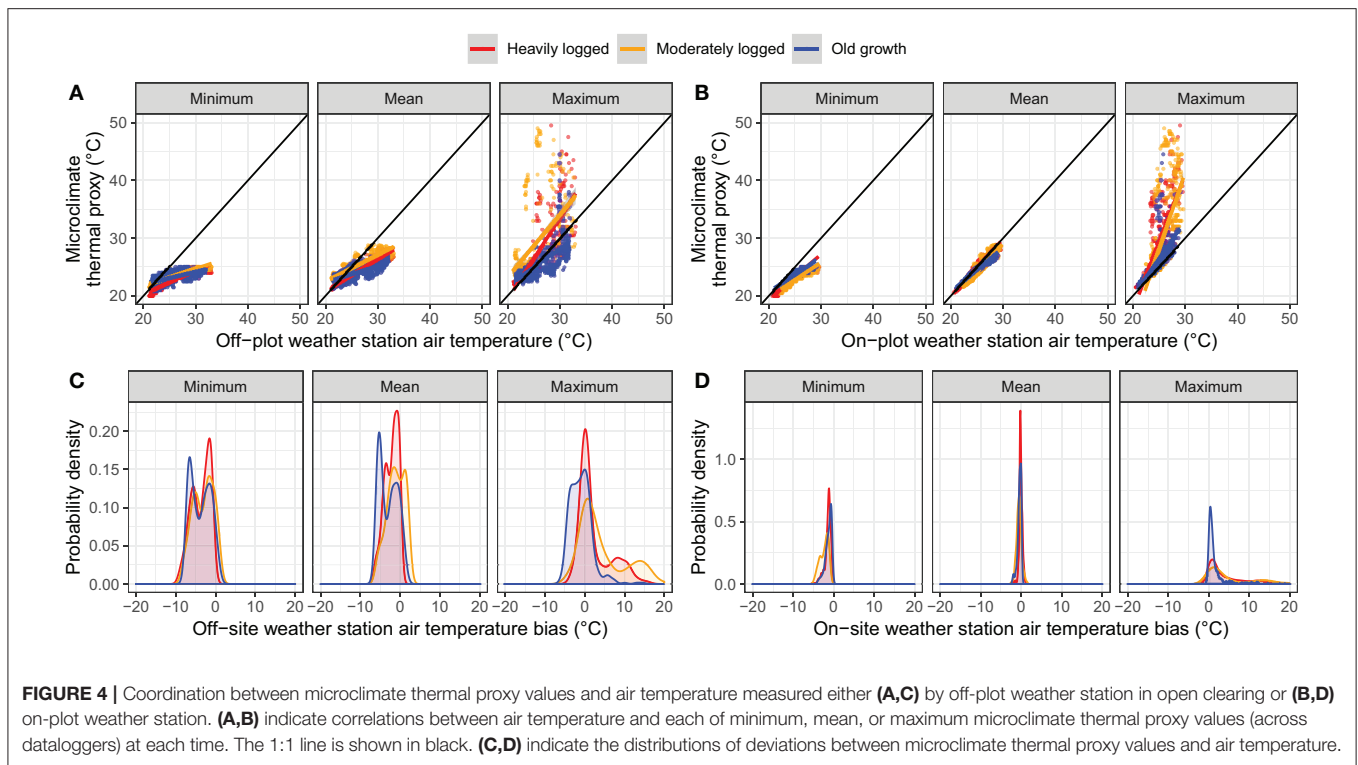 Heavily logged Moderately logged Old growth
A B
Minimum Mean Maximum Minimum Mean Maximum
Microclimate
thermal proxy (°C)
50
40
30
20
20 30 40 50 20 30 40 50 20 30 40 50
Off−plot weather station air temperature (°C)
Microclimate
thermal proxy (°C)
50
40
30
20
20 30 40 50 20 30 40 50 20 30 40 50
On−plot weather station air temperature (°C)
C D
Minimum Mean Maximum Minimum Mean Maximum
Probability density
0.20
0.15
0.10
0.05
0.00
−20 −10 0 10 20 −20 −10 0 10 20 −20 −10 0 10 20
Off−site weather station air temperature bias (°C)
Probability density
1.0
0.5
0.0
−20 −10 0 10 20 −20 −10 0 10 20 −20 −10 0 10 20
On−site weather station air temperature bias (°C)
FIGURE 4 | Coordination between microclimate thermal proxy values and air temperature measured either (A,C) by off-plot weather station in open clearing or (B,D)
on-plot weather station. (A,B) indicate correlations between air temperature and each of minimum, mean, or maximum microclimate thermal proxy values (across
dataloggers) at each time. The 1:1 line is shown in black. (C,D) indicate the distributions of deviations between microclimate thermal proxy values and air temperature.